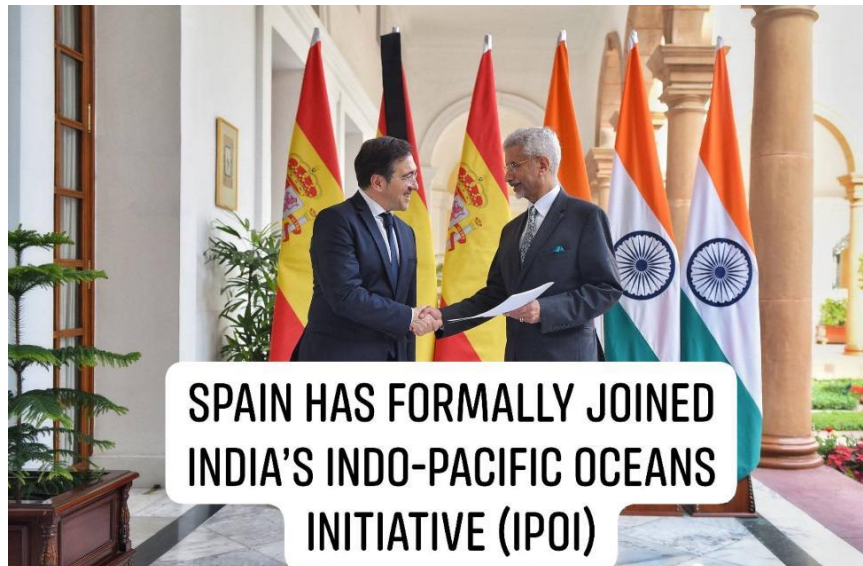 SPAIN HAS FORMALLY JOINED
INDIA'S INDO-PACIFIC OCEANS
INITIATIVE (IPOI)